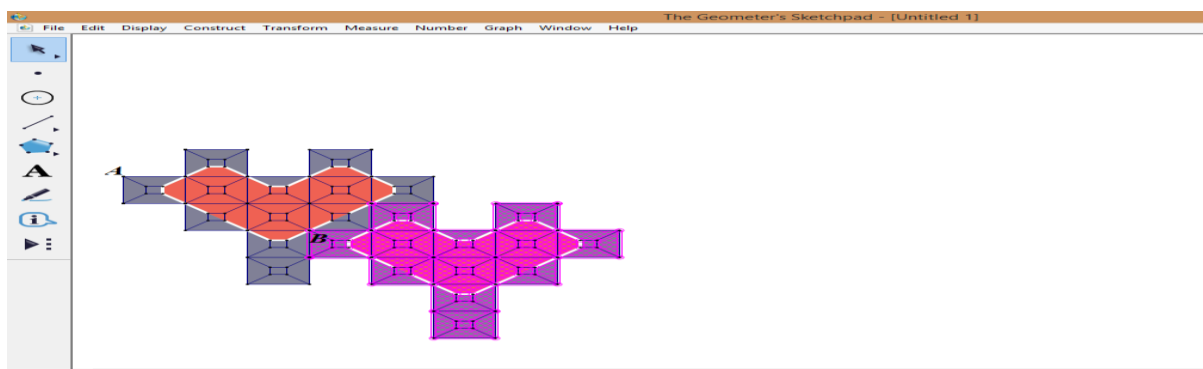 The Geometer's Sketchpad - [Untitled 1]
File Edit Display Construct Transform Measure Number Graph Window Help
A
A
B